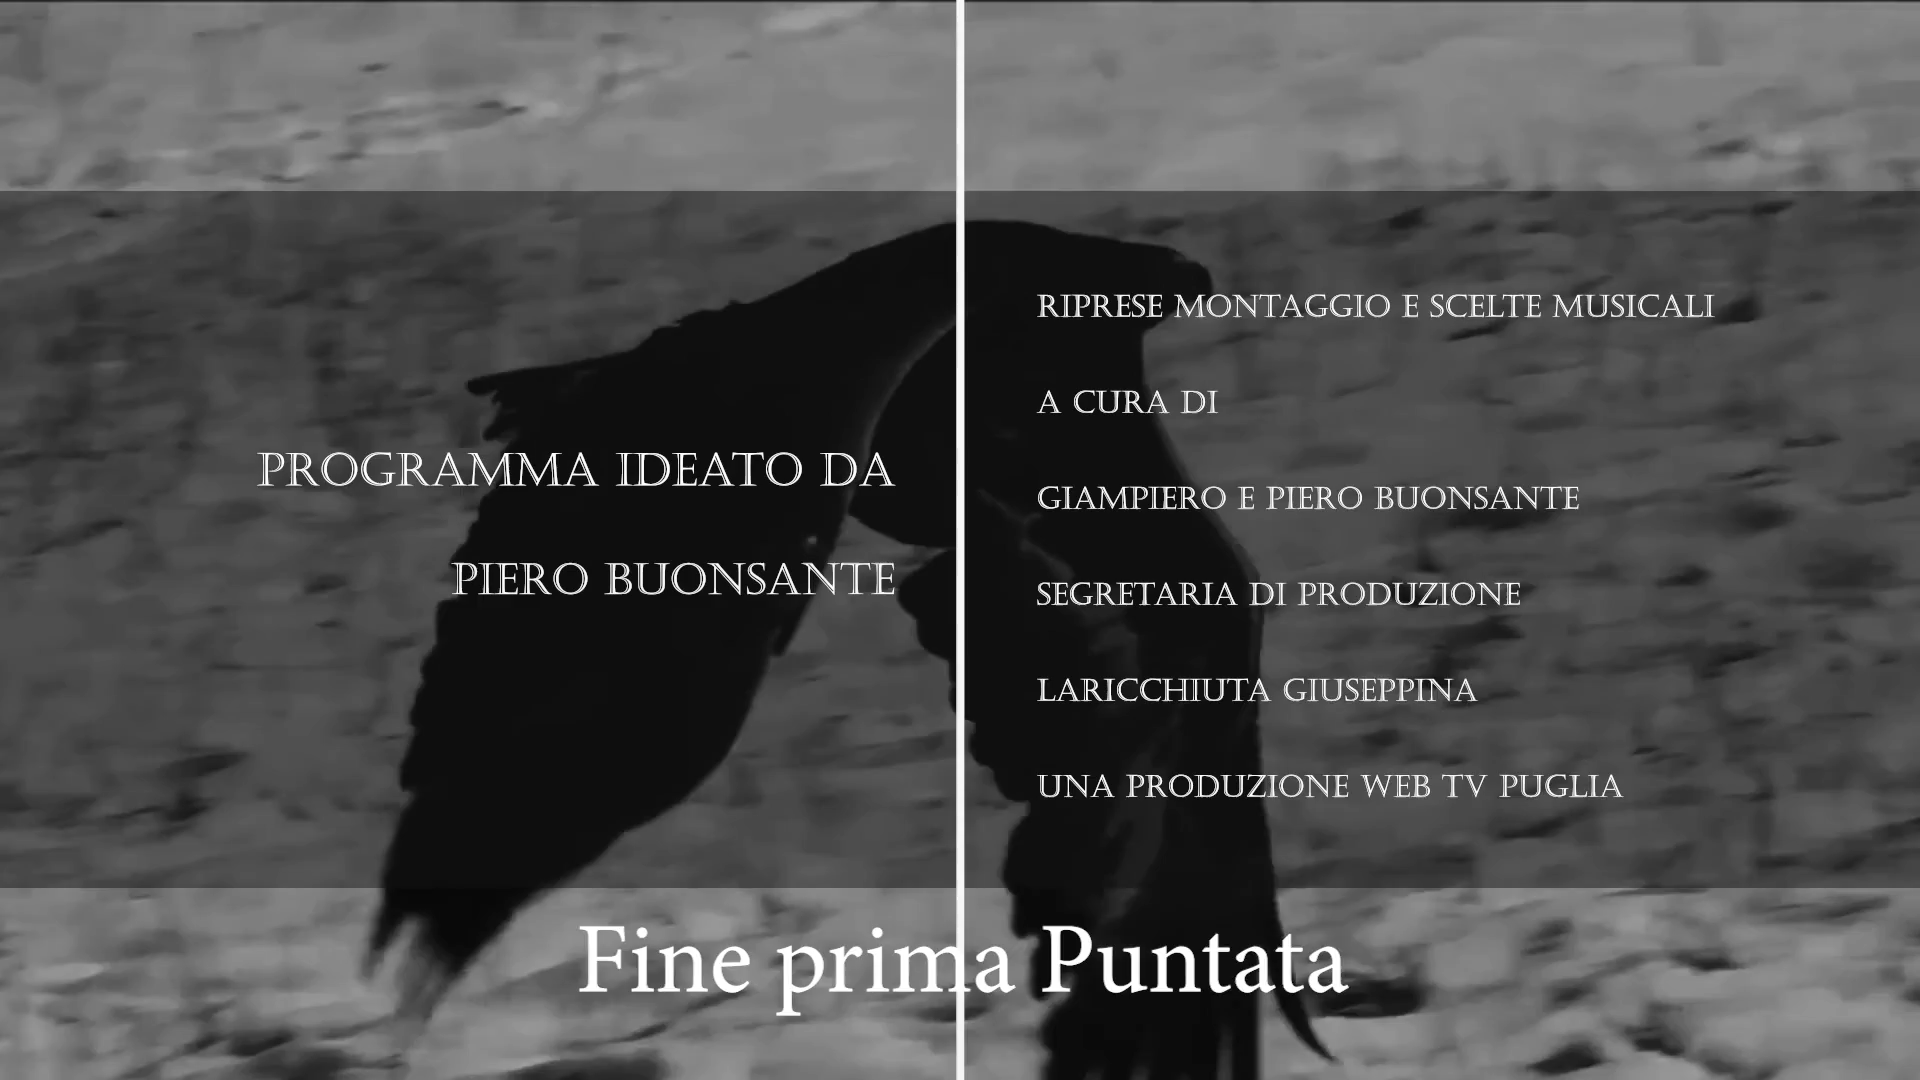 PROGRAMMA IDEATO DA
PIERO BUONSANTE
RIPRESE MONTAGGIO E SCELTE MUSICALI
A CURA DI
GIAMPIERO E PIERO BUONSANTE
SEGRETARIA DI PRODUZIONE
LARICCHIUTA GIUSEPPINA
UNA PRODUZIONE WEB TV PUGLIA
Fine prima Puntata